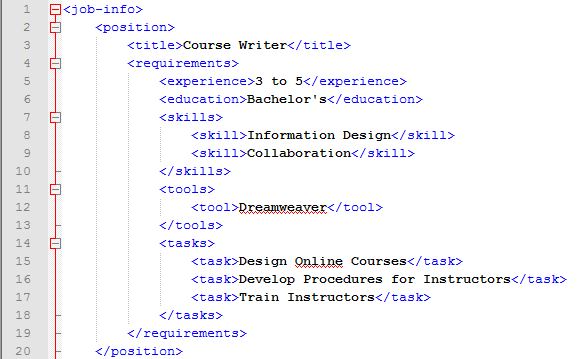 1 <job-info>
2 <position>
3 <title>Course Writer</title>
4 <requirements>
5 <experience>3 to 5</experience>
6 <education>Bachelor's</education>
7 <skills>
8 <skill>Information Design</skill>
9 <skill>Collaboration</skill>
10 </skills>
11 <tools>
12 <tool>Dreamweaver</tool>
13 </tools>
14 <tasks>
15 <task>Design Online Courses</task>
16 <task>Develop Procedures for Instructors</task>
17 <task>Train Instructors</task>
18 </tasks>
19 </requirements>
20 </position>